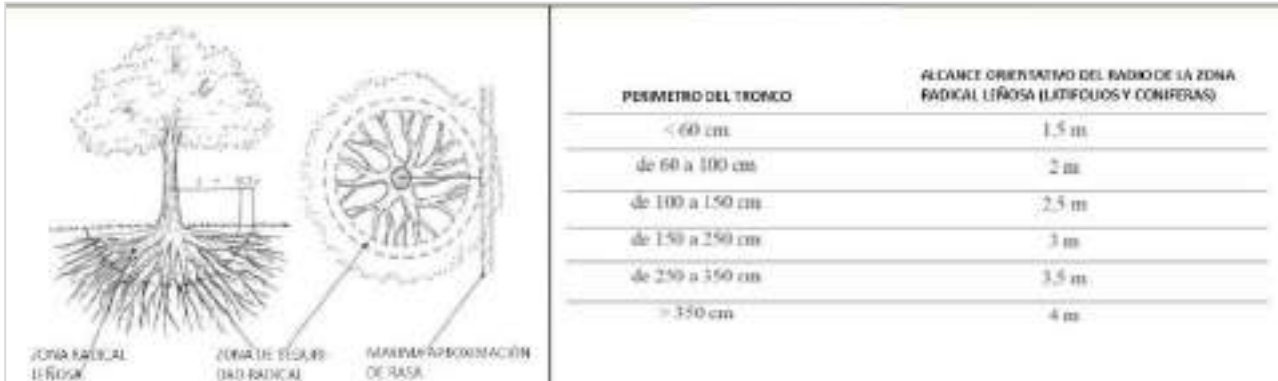 ZONA RADICAL
LEÑOSA
ZONA DE SEGURI-
DAD RADICAL
MAXIMA APROXIMACIÓN
DE RASA
PERIMETRO DEL TRONCO
ALCANCE ORIENTATIVO DEL RADIO DE LA ZONA
RADICAL LEÑOSA (LATIFOLIOS Y CONIFERAS)
< 60 cm
1,5 m
de 60 a 100 cm
2 m
de 100 a 150 cm
2,5 m
de 150 a 250 cm
3 m
de 250 a 350 cm
3,5 m
> 350 cm
4 m